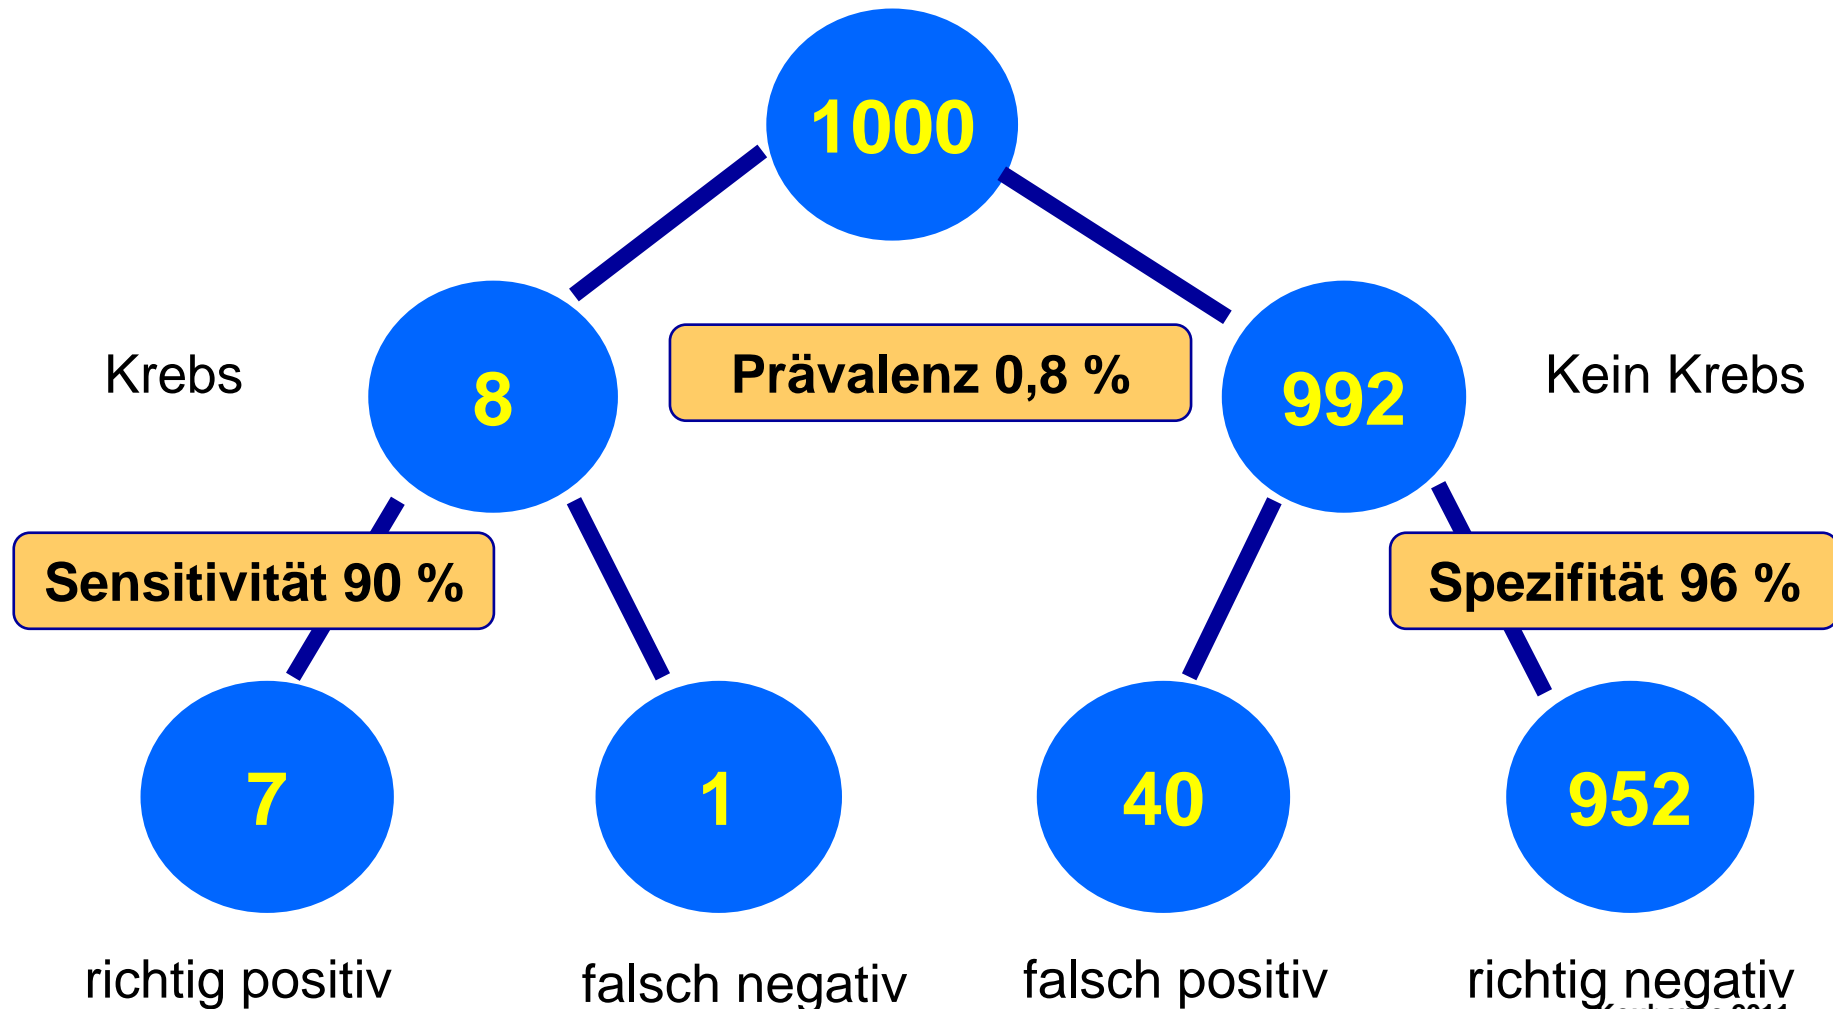 1000
Krebs
8
Prävalenz 0,8 %
992
Kein Krebs
Sensitivität 90 %
Spezifität 96 %
7
1
40
952
richtig positiv
falsch negativ
falsch positiv
richtig negativ
2011